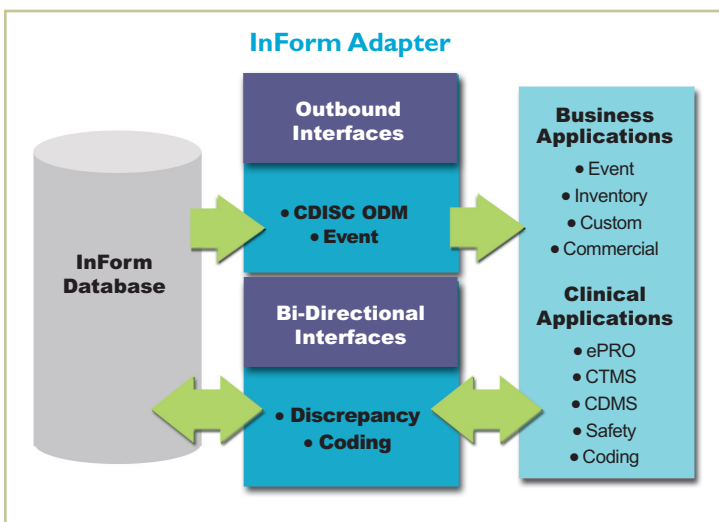 InForm Adapter
InForm
Database
Outbound
Interfaces
• CDISC ODM
• Event
Bi-Directional
Interfaces
• Discrepancy
• Coding
Business
Applications
• Event
• Inventory
• Custom
• Commercial
Clinical
Applications
• ePRO
• CTMS
• CDMS
• Safety
• Coding